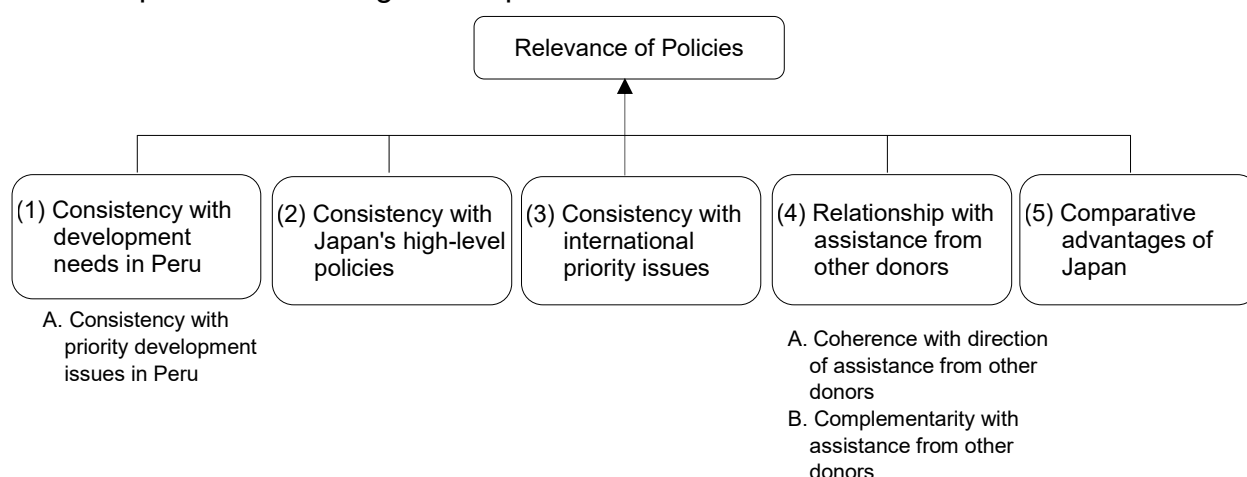 Relevance of Policies
(1) Consistency with
development
needs in Peru
(2) Consistency with
Japan's high-level
policies
(3) Consistency with
international
priority issues
(4) Relationship with
assistance from
other donors
(5) Comparative
advantages of
Japan
A. Consistency with
priority development
issues in Peru
A. Coherence with direction
of assistance from other
donors
B. Complementarity with
assistance from other
donors